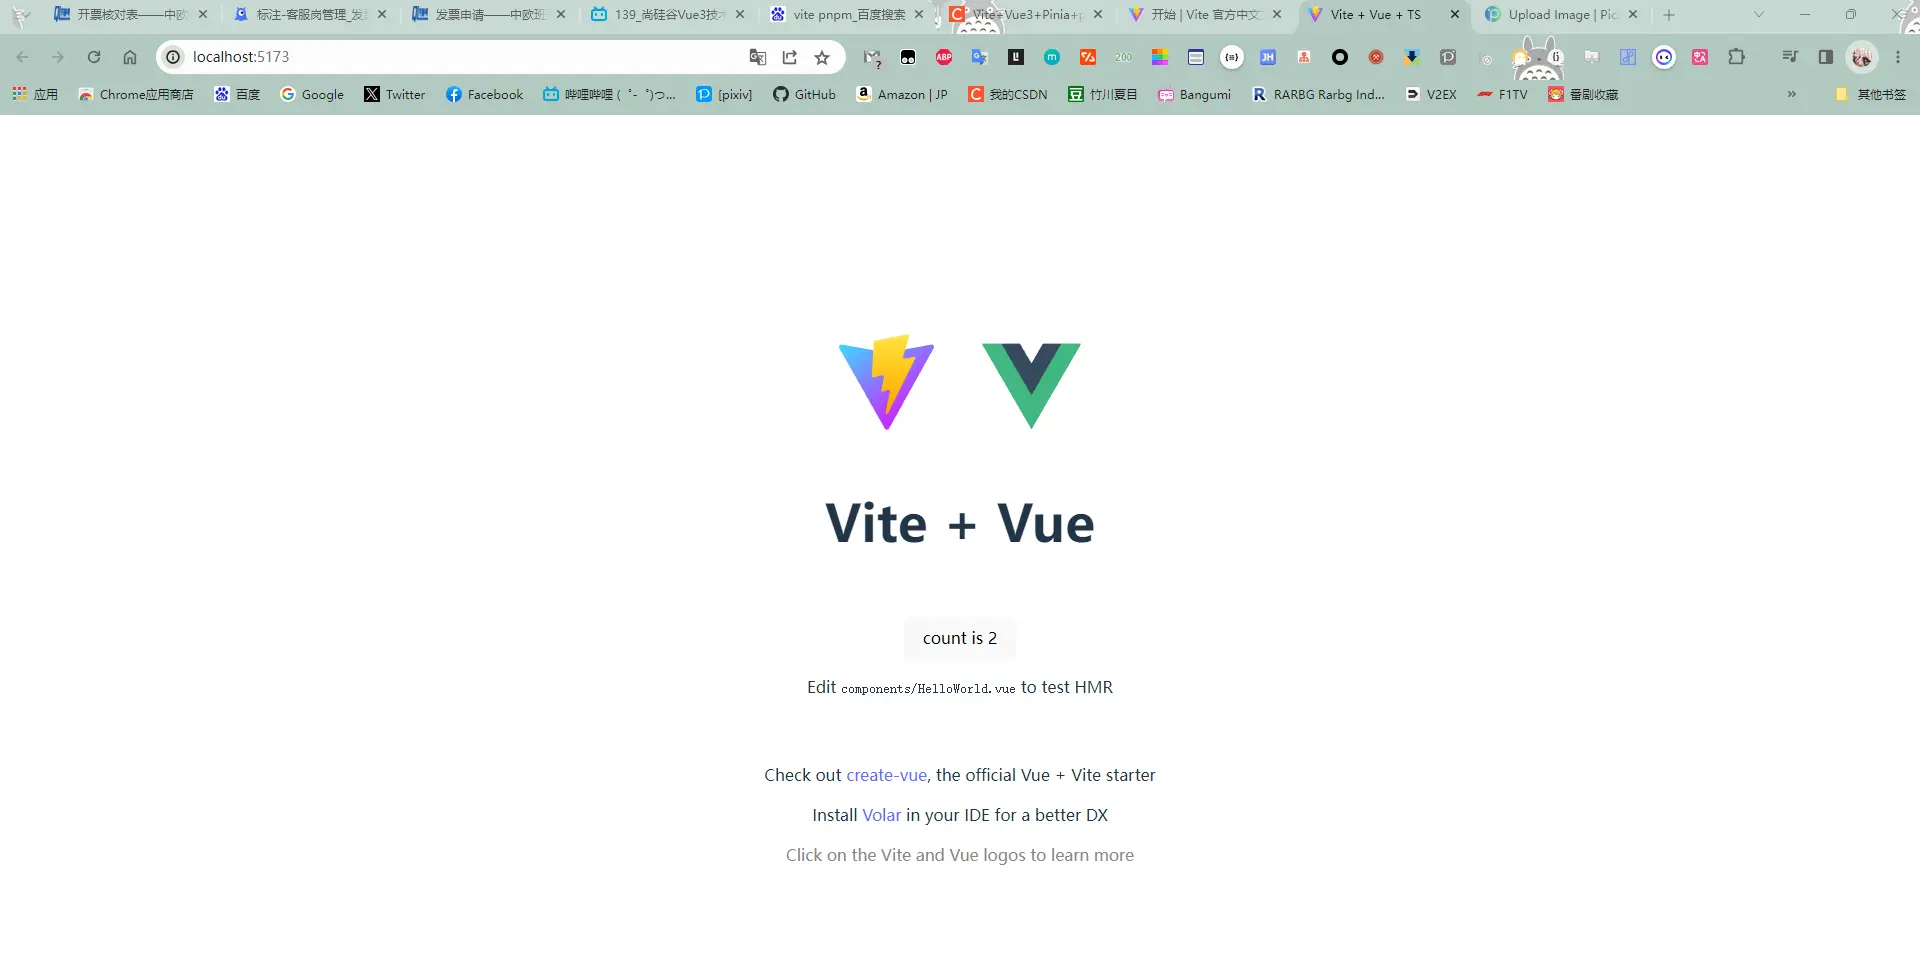 开票核对表——中欧
标注-客服岗管理_发票
发票申请——中欧班
139_尚硅谷Vue3技术
vite pnpm_百度搜索
Vite+Vue3+Pinia+p
开始 | Vite 官方中文
Vite + Vue + TS
Upload Image | Pic
localhost:5173
应用
Chrome应用商店
百度
Google
Twitter
Facebook
哔哩哔哩 ( ゜- ゜)つ...
[pixiv]
GitHub
Amazon | JP
我的CSDN
竹川夏目
Bangumi
RARBG Rarbg Ind...
V2EX
F1TV
番剧收藏
»
其他书签
Vite + Vue
count is 2
Edit components/HelloWorld.vue to test HMR
Check out create-vue, the official Vue + Vite starter
Install Volar in your IDE for a better DX
Click on the Vite and Vue logos to learn more